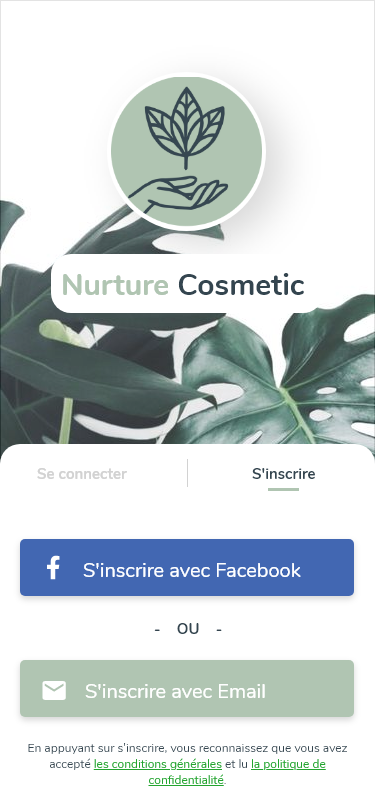 Nurture Cosmetic
Se connecter
S'inscrire
S'inscrire avec Facebook
- OU -
S'inscrire avec Email
En appuyant sur s'inscrire, vous reconnaissez que vous avez
accepté les conditions générales et lu la politique de
confidentialité.